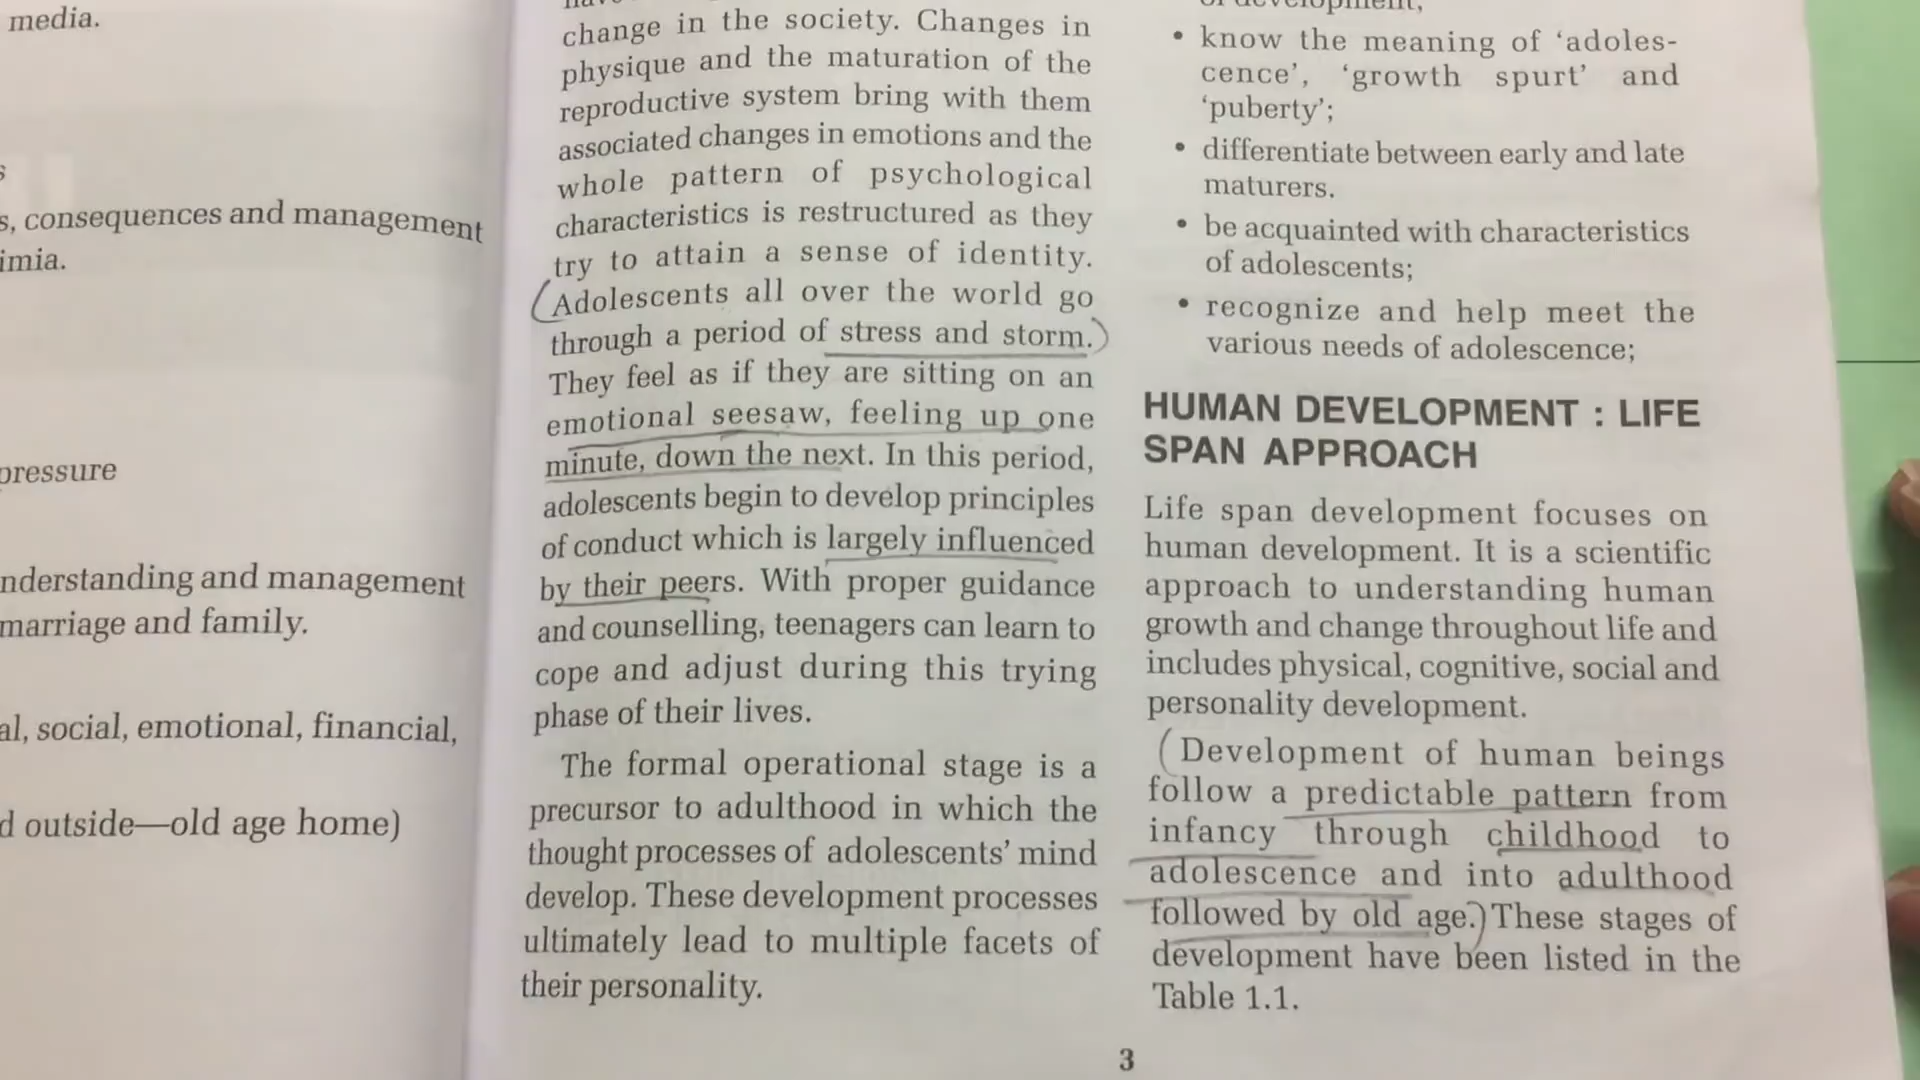 media.
s, consequences and management
pressure
marriage and family.
social, emotional, financial,
outside—old age home)
change in the society. Changes in
physique and the maturation of the
reproductive system bring with them
associated changes in emotions and the
whole pattern of psychological
characteristics is restructured as they
try to attain a sense of identity.
Adolescents all over the world go
through a period of stress and storm.
They feel as if they are sitting on an
emotional seesaw, feeling up one
minute, down the next. In this period,
adolescents begin to develop principles
of conduct which is largely influenced
by their peers. With proper guidance
and counselling, teenagers can learn to
cope and adjust during this trying
phase of their lives.
The formal operational stage is a
precursor to adulthood in which the
thought processes of adolescents' mind
develop. These development processes
ultimately lead to multiple facets of
their personality.
of development;
• know the meaning of 'adoles-
cence', 'growth spurt' and
'puberty';
• differentiate between early and late
maturers.
• be acquainted with characteristics
of adolescents;
• recognize and help meet the
various needs of adolescence;
HUMAN DEVELOPMENT : LIFE
SPAN APPROACH
Life span development focuses on
human development. It is a scientific
approach to understanding human
growth and change throughout life and
includes physical, cognitive, social and
personality development.
Development of human beings
follow a predictable pattern from
infancy through childhood to
adolescence and into adulthood
followed by old age. These stages of
development have been listed in the
Table 1.1.
3